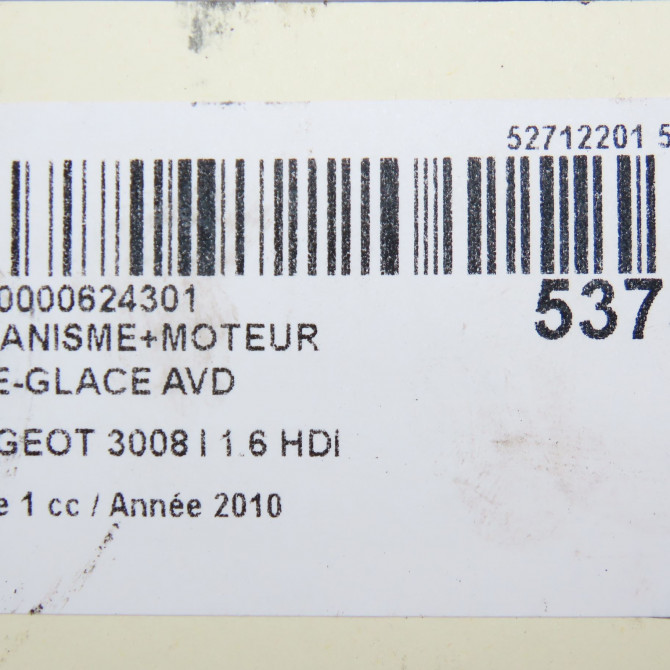 52712201 5
0000624301
537
ANISME+MOTEUR
E-GLACE AVD
GEOT 3008 I 1.6 HDI
e 1 cc / Année 2010